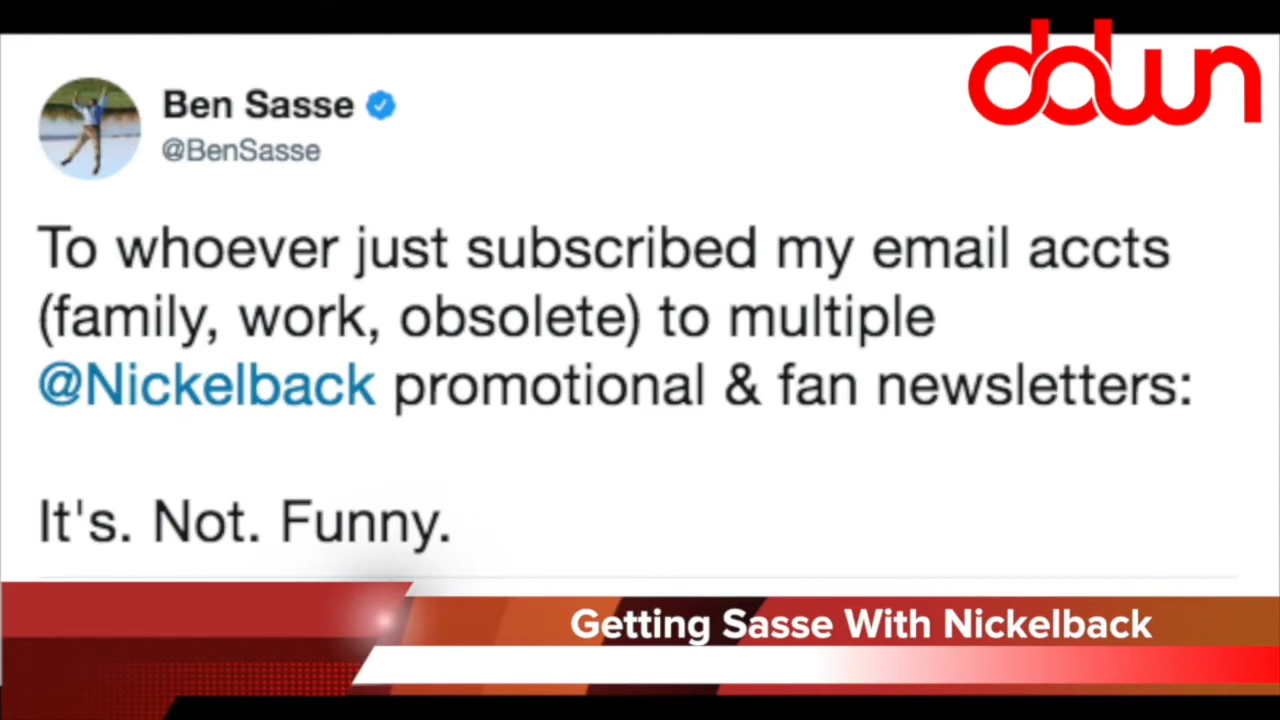 down
Ben Sasse
@BenSasse
To whoever just subscribed my email accts
(family, work, obsolete) to multiple
@Nickelback promotional & fan newsletters:
It's. Not. Funny.
Getting Sasse With Nickelback